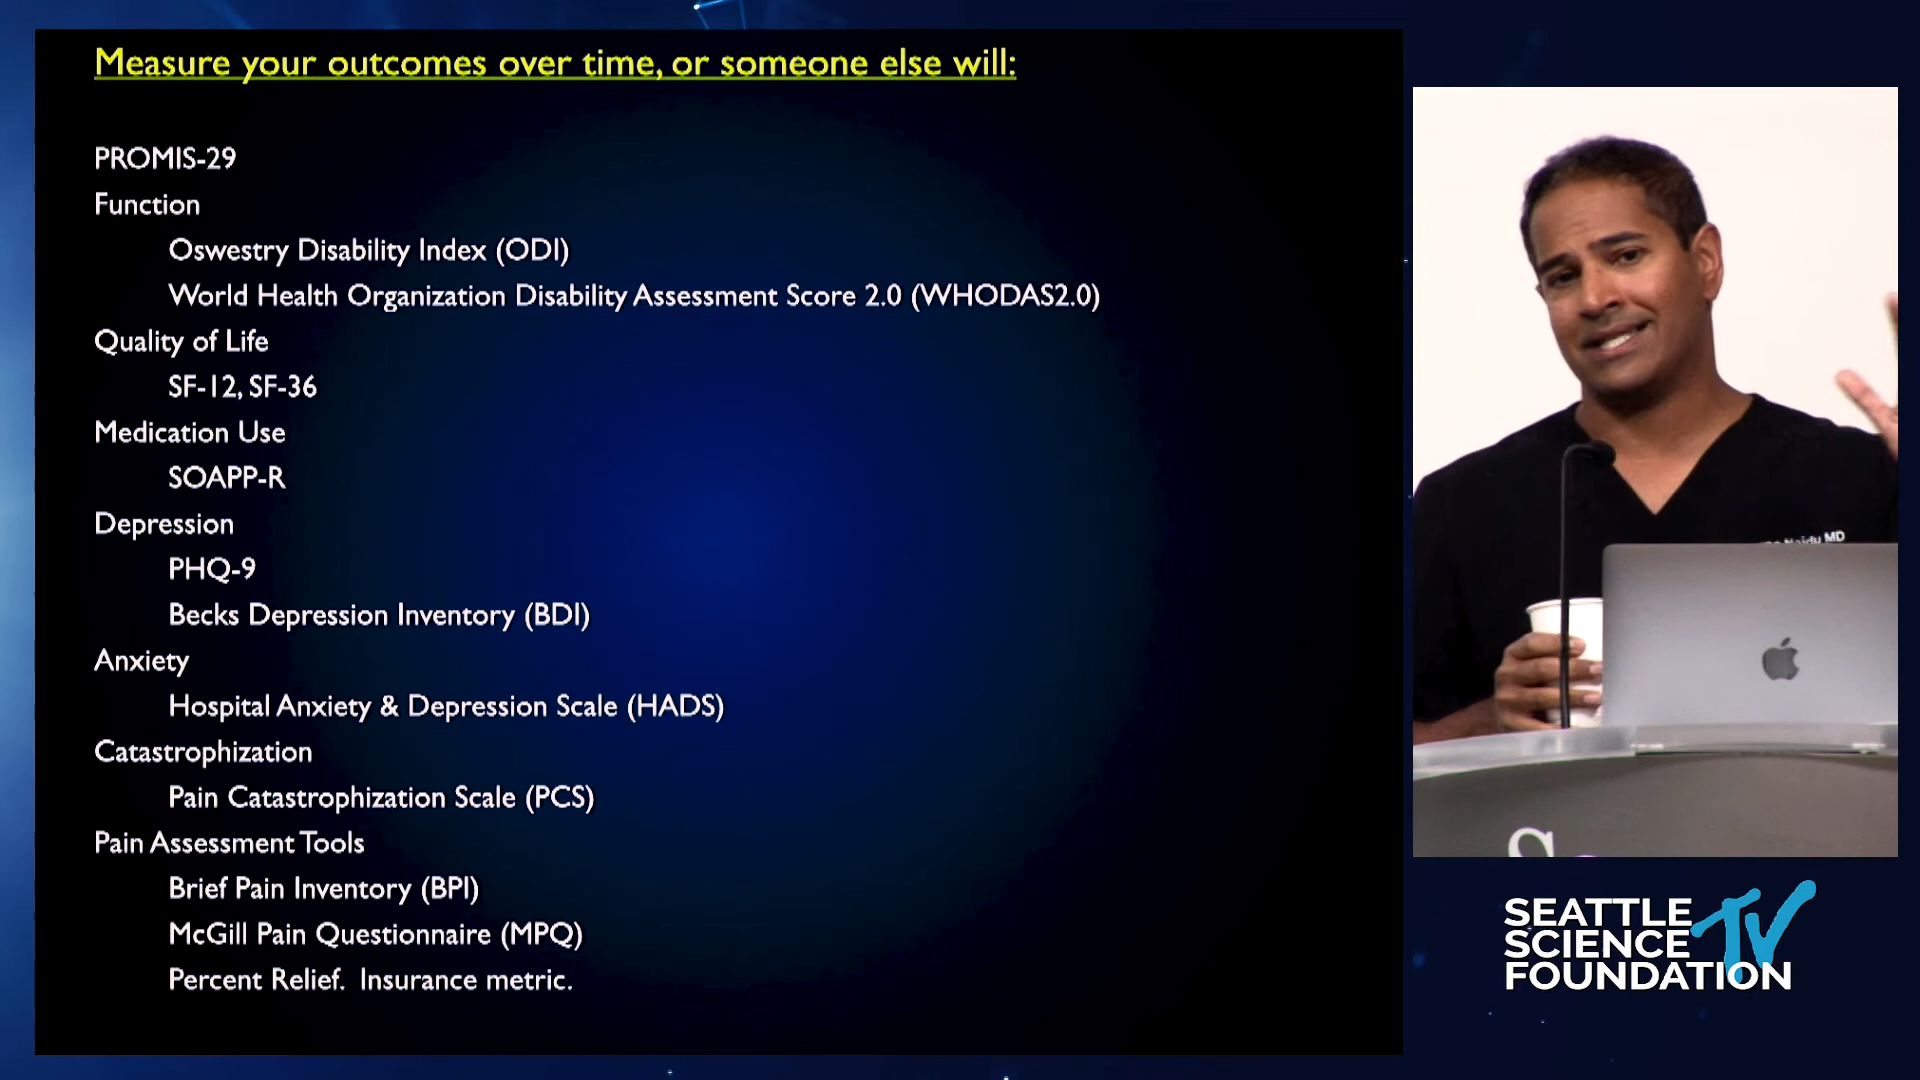 Measure your outcomes over time, or someone else will:
PROMIS-29
Function
Oswestry Disability Index (ODI)
World Health Organization Disability Assessment Score 2.0 (WHODAS2.0)
Quality of Life
SF-12, SF-36
Medication Use
SOAPP-R
Depression
PHQ-9
Becks Depression Inventory (BDI)
Anxiety
Hospital Anxiety & Depression Scale (HADS)
Catastrophization
Pain Catastrophization Scale (PCS)
Pain Assessment Tools
Brief Pain Inventory (BPI)
McGill Pain Questionnaire (MPQ)
Percent Relief. Insurance metric.
Naidu MD
SEATTLE
SCIENCE TV
FOUNDATION